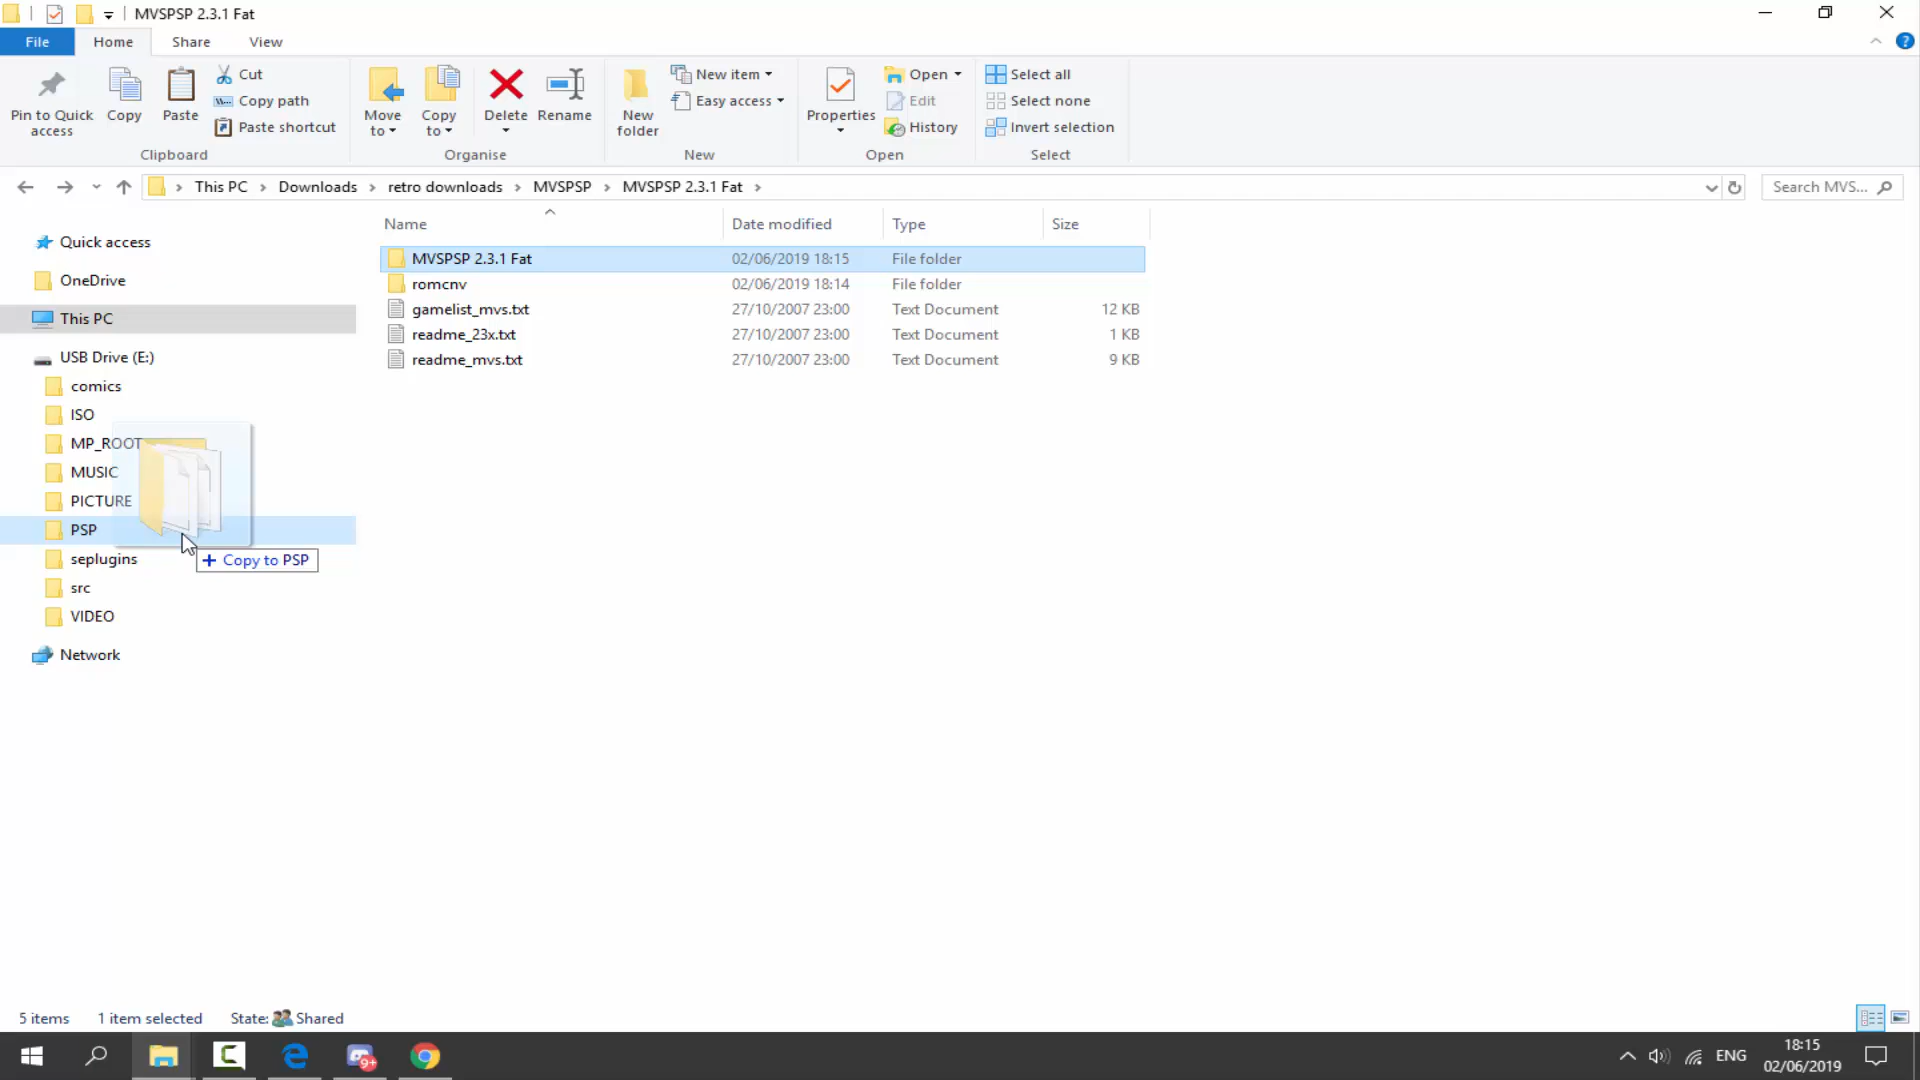 MVSPSP 2.3.1 Fat
File Home Share View
Pin to Quick access
Copy
Paste
Cut
Copy path
Paste shortcut
Clipboard
Move to
Copy to
Delete
Rename
Organise
New folder
New item
Easy access
New
Properties
Open
Edit
History
Open
Select all
Select none
Invert selection
Select
This PC > Downloads > retro downloads > MVSPSP > MVSPSP 2.3.1 Fat >
Search MVS...
Name Date modified Type Size
MVSPSP 2.3.1 Fat 02/06/2019 18:15 File folder
romcnv 02/06/2019 18:14 File folder
gamelist_mvs.txt 27/10/2007 23:00 Text Document 12 KB
readme_23x.txt 27/10/2007 23:00 Text Document 1 KB
readme_mvs.txt 27/10/2007 23:00 Text Document 9 KB
Quick access
OneDrive
This PC
USB Drive (E:)
comics
ISO
MP_ROOT
MUSIC
PICTURE
PSP
+ Copy to PSP
seplugins
src
VIDEO
Network
5 items 1 item selected State: Shared
9+
ENG
18:15
02/06/2019